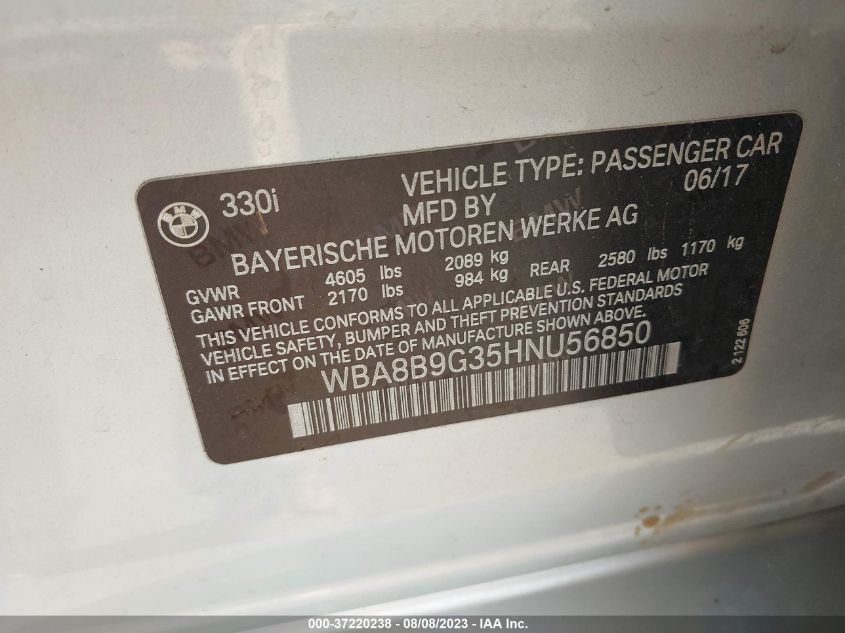 BMW
330i
VEHICLE TYPE: PASSENGER CAR
MFD BY 06/17
BAYERISCHE MOTOREN WERKE AG
GVWR 4605 lbs 2089 kg
GAWR FRONT 2170 lbs 984 kg REAR 2580 lbs 1170 kg
THIS VEHICLE CONFORMS TO ALL APPLICABLE U.S. FEDERAL MOTOR
VEHICLE SAFETY, BUMPER AND THEFT PREVENTION STANDARDS
IN EFFECT ON THE DATE OF MANUFACTURE SHOWN ABOVE.
WBA8B9G35HNU56850
2 122 606
000-37220238 - 08/08/2023 - © IAA Inc.